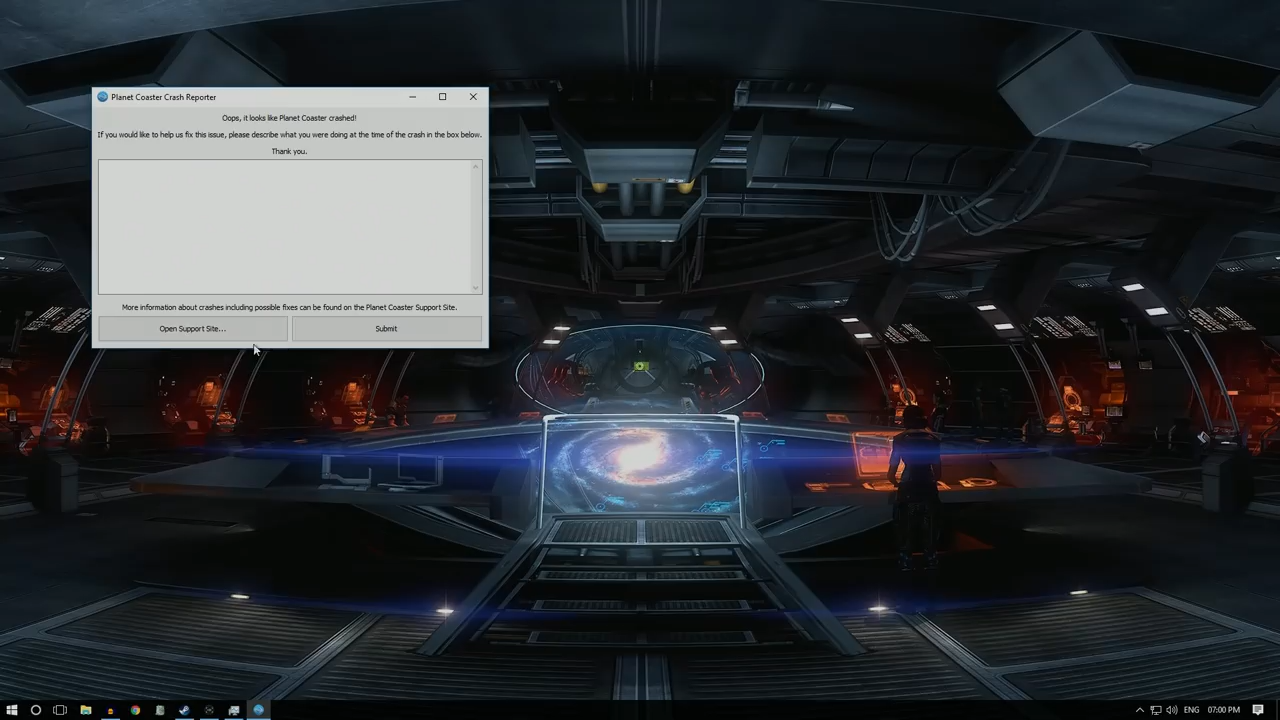 Planet Coaster Crash Reporter
Oops, it looks like Planet Coaster crashed!
If you would like to help us fix this issue, please describe what you were doing at the time of the crash in the box below.
Thank you.
More information about crashes including possible fixes can be found on the Planet Coaster Support Site.
Open Support Site...
Submit
ENG
07:00 PM